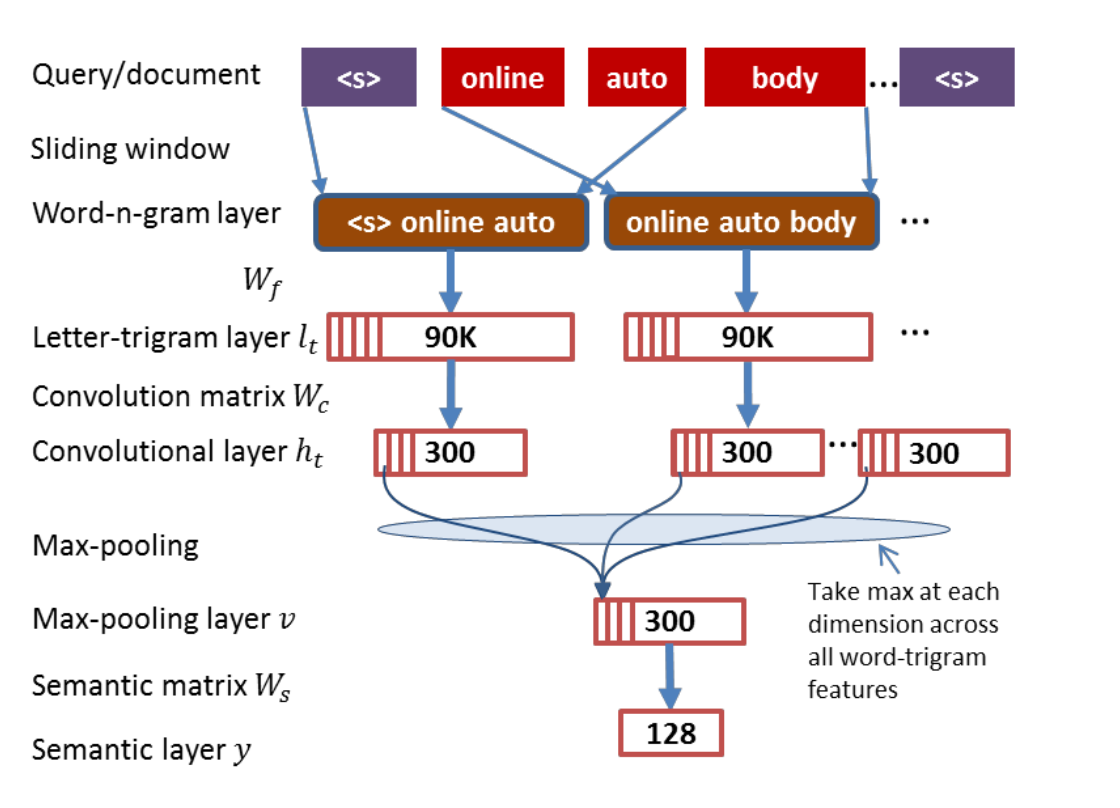 Query/document <s> online auto body ... <s>
Sliding window
Word-n-gram layer <s> online auto online auto body ...
W_f
Letter-trigram layer l_t 90K 90K ...
Convolution matrix W_c
Convolutional layer h_t 300 300 ... 300
Max-pooling
Take max at each
dimension across
all word-trigram
features
Max-pooling layer v 300
Semantic matrix W_s
Semantic layer y 128